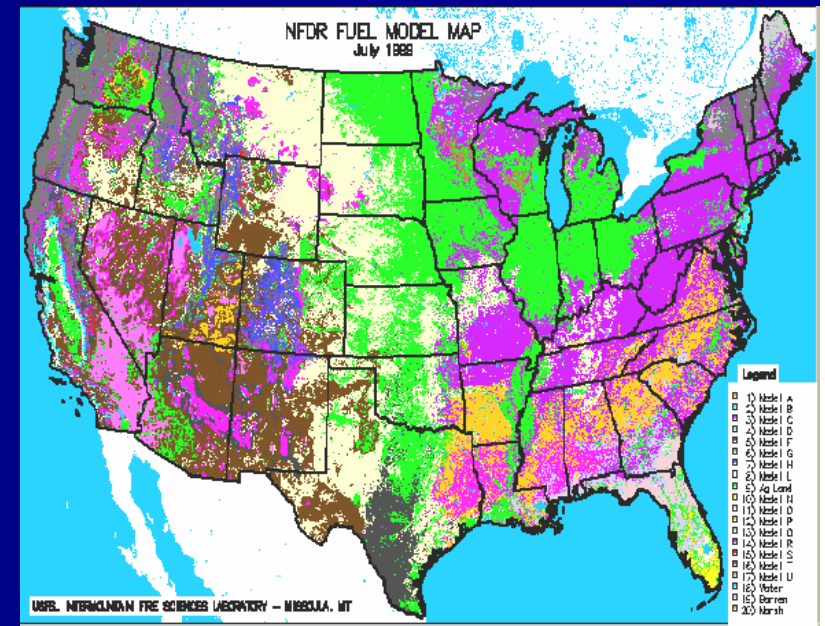 NFDR FUEL MODEL MAP
July 1999
Legend
1) Model A
2) Model B
3) Model C
4) Model D
5) Model F
6) Model G
7) Model H
8) Model L
9) Ag Land
10) Model N
11) Model O
12) Model P
13) Model Q
14) Model R
15) Model S
16) Model T
17) Model U
18) Water
19) Barren
20) Marsh
USFS, INTERMOUNTAIN FIRE SCIENCES LABORATORY – MISSOULA, MT